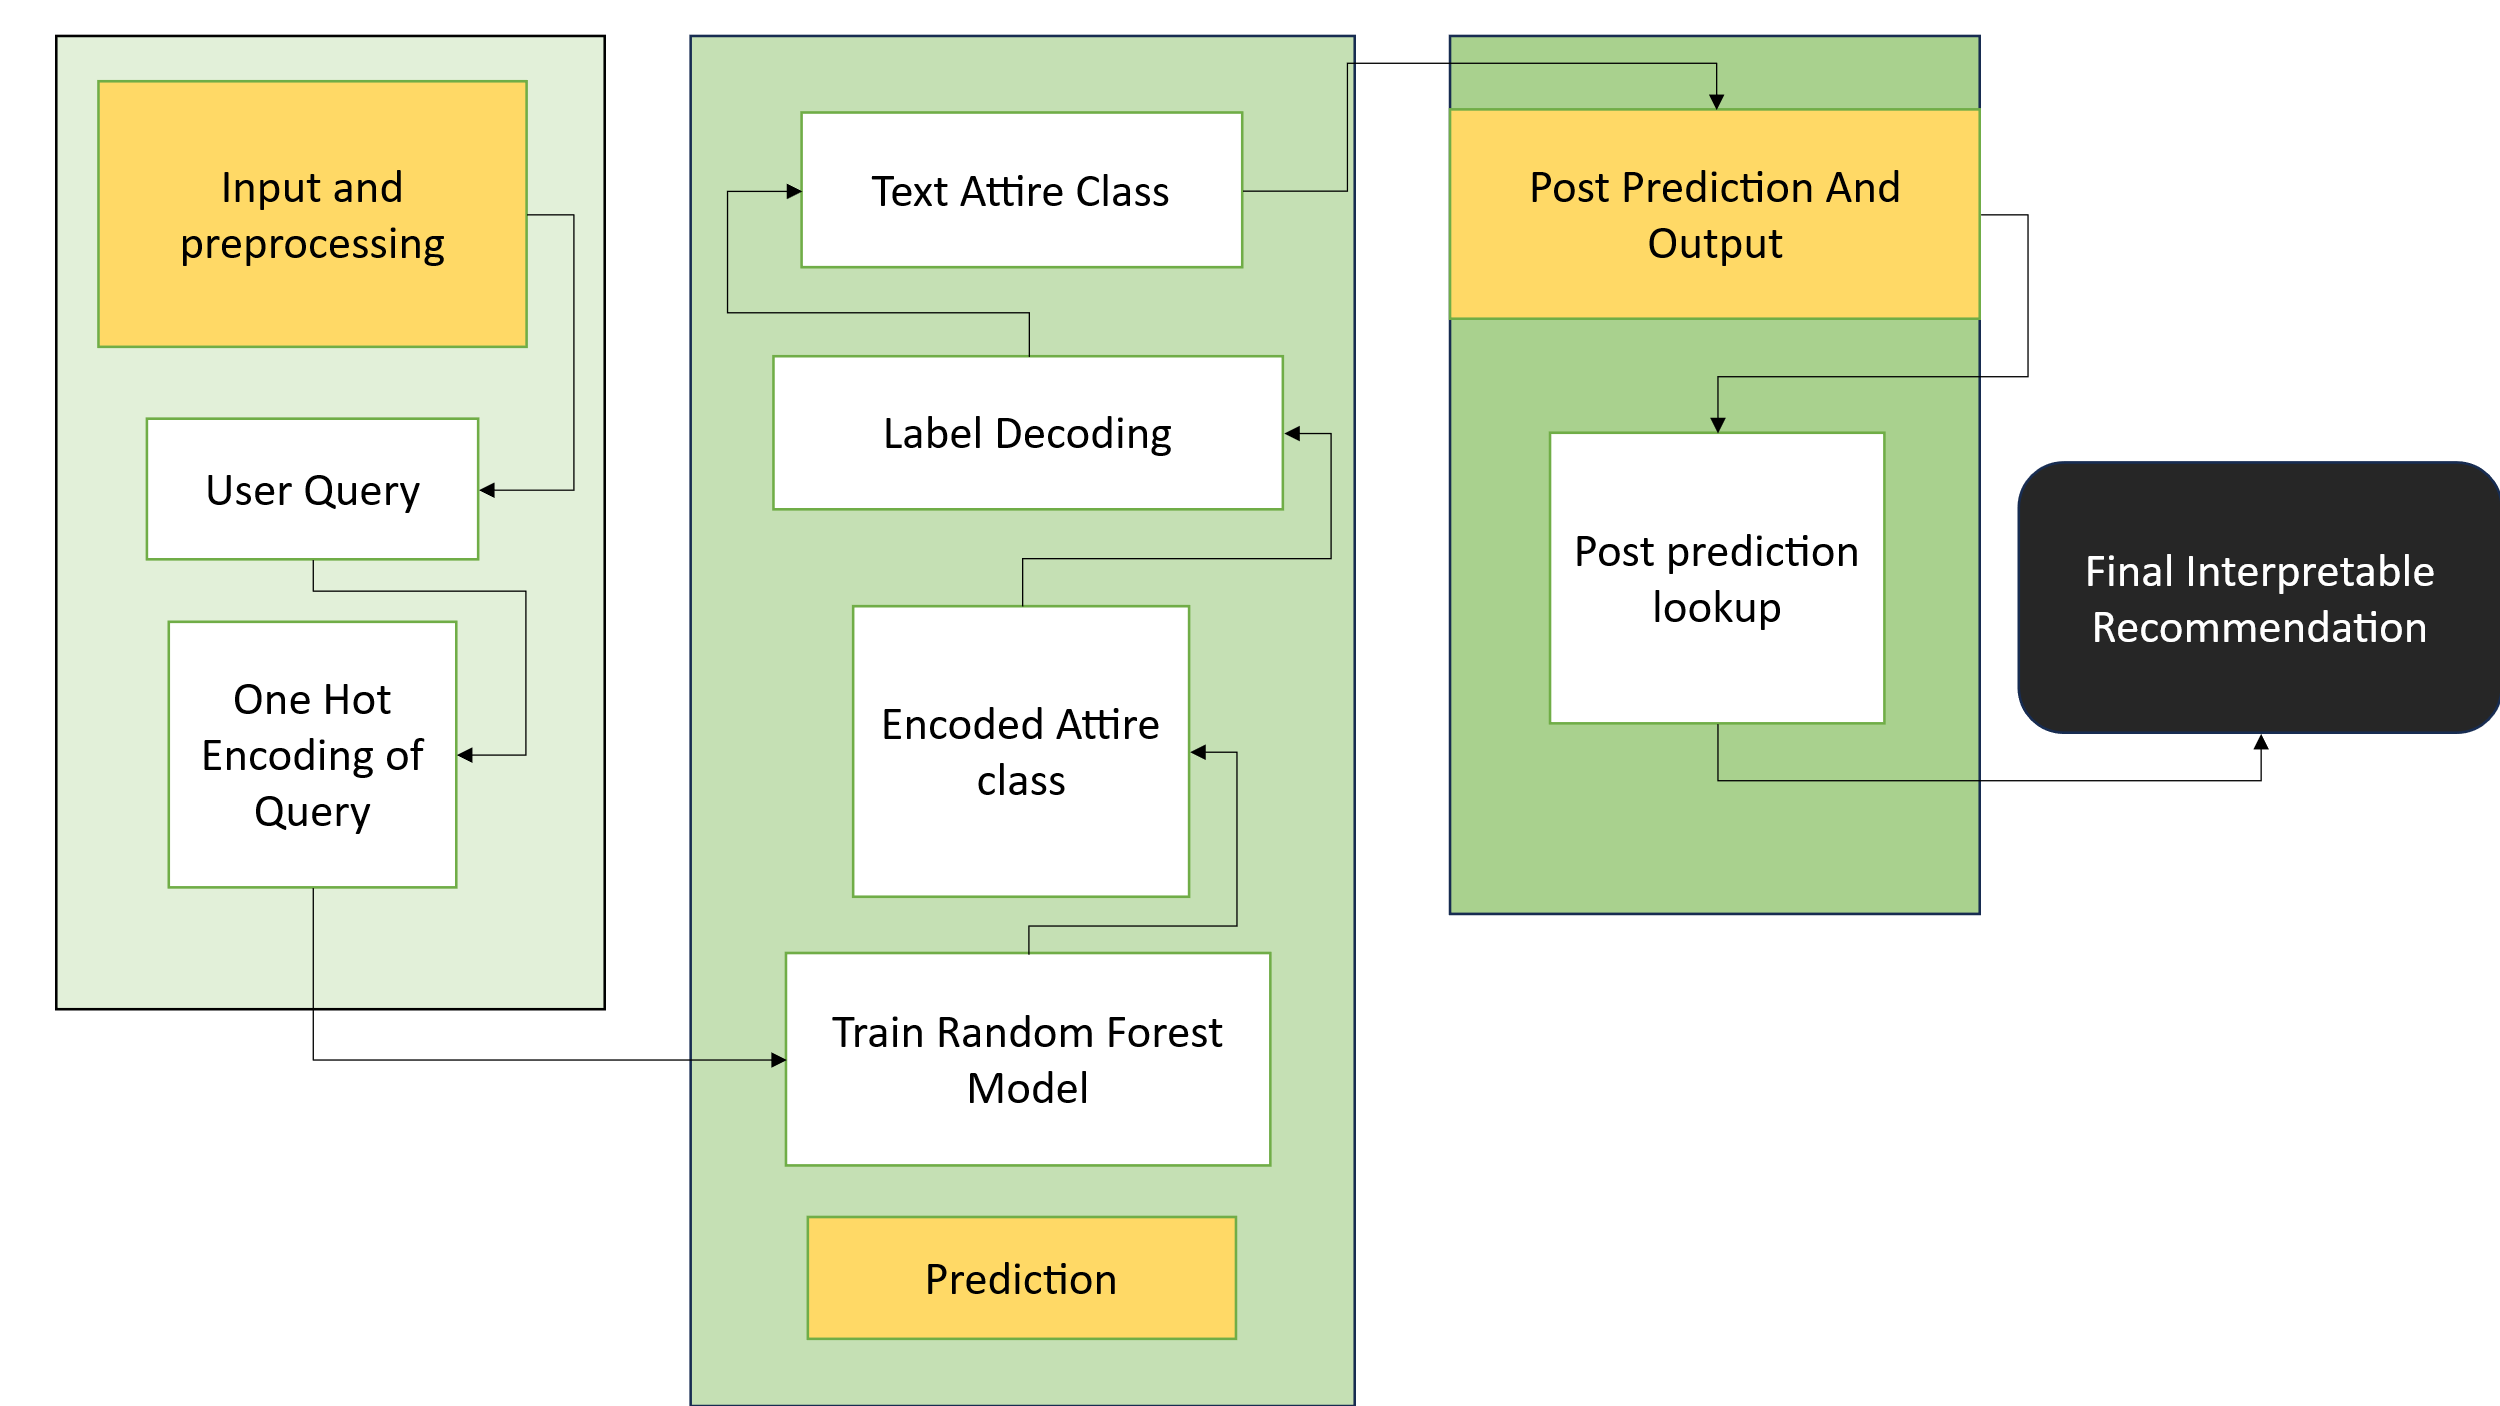 Input and
preprocessing
User Query
One Hot
Encoding of
Query
Text Attire Class
Label Decoding
Encoded Attire
class
Train Random Forest
Model
Prediction
Post Prediction And
Output
Post prediction
lookup
Final Interpretable
Recommendation